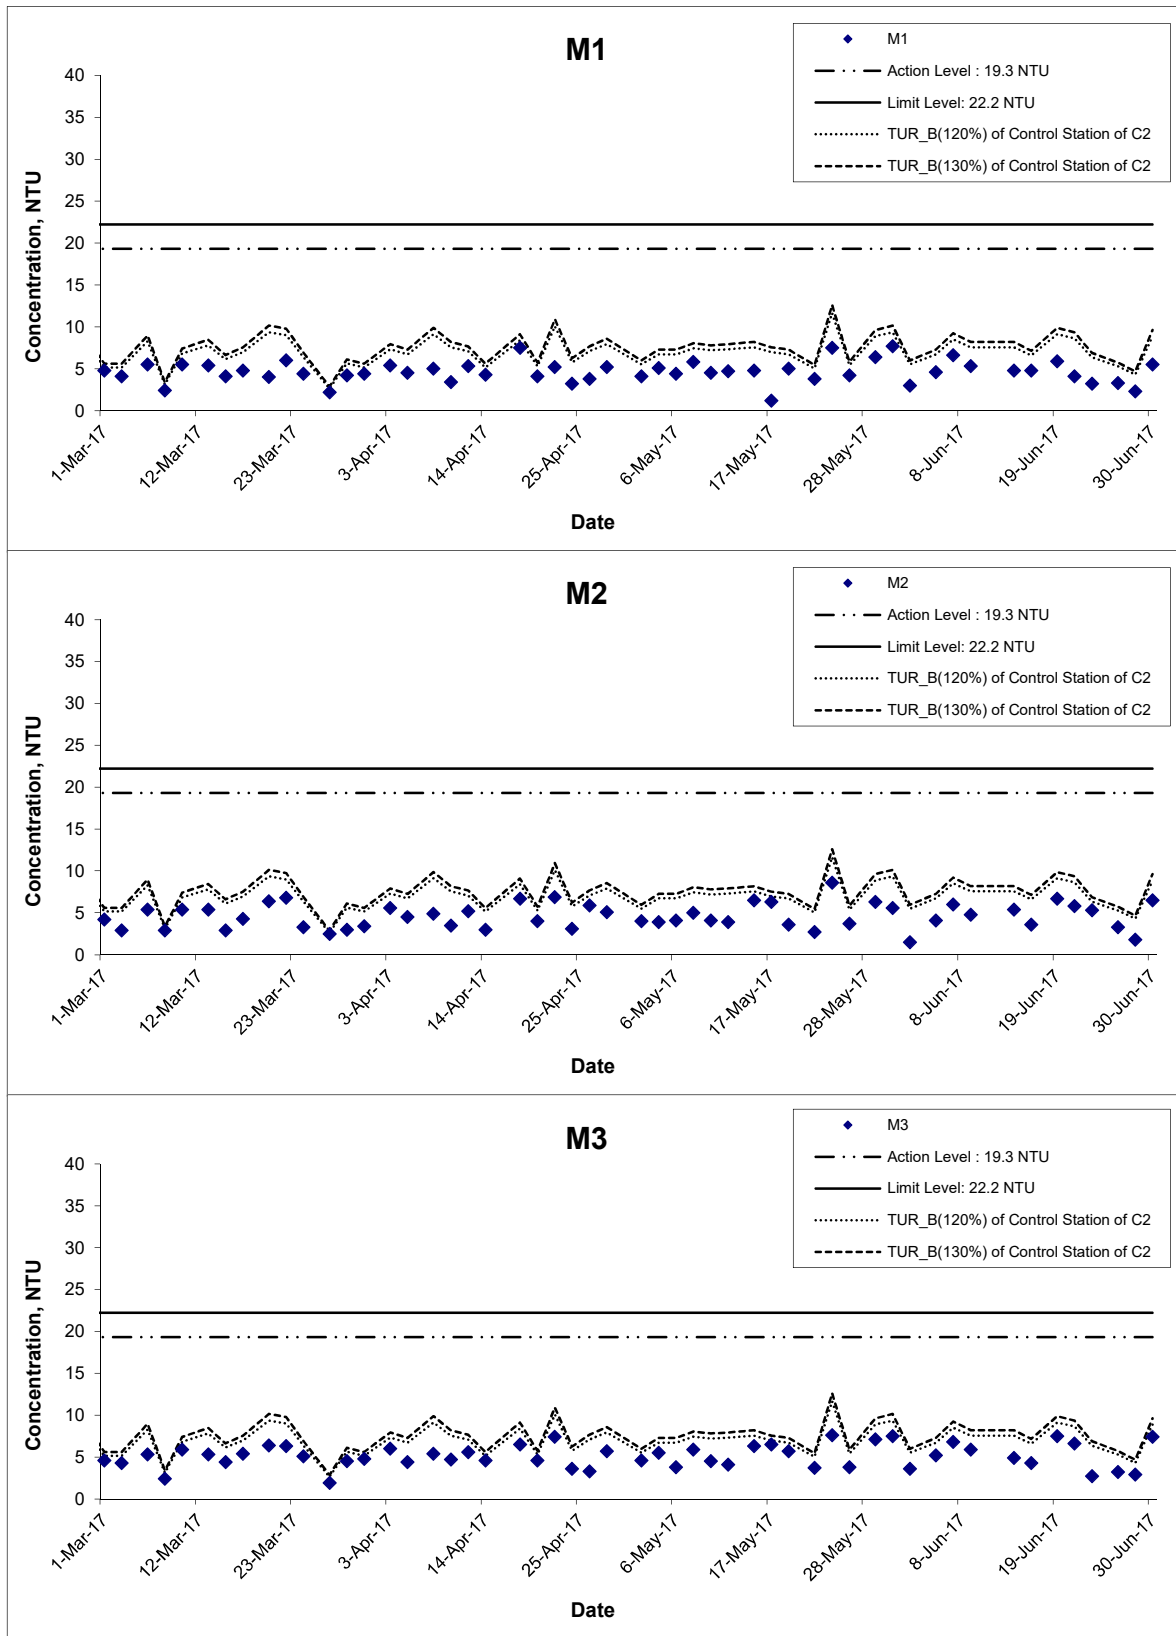 M1
M1
Action Level : 19.3 NTU
Limit Level: 22.2 NTU
TUR_B(120%) of Control Station of C2
TUR_B(130%) of Control Station of C2
Concentration, NTU
40
35
30
25
20
15
10
5
0
1-Mar-17
12-Mar-17
23-Mar-17
3-Apr-17
14-Apr-17
25-Apr-17
6-May-17
17-May-17
28-May-17
8-Jun-17
19-Jun-17
30-Jun-17
Date
M2
M2
Action Level : 19.3 NTU
Limit Level: 22.2 NTU
TUR_B(120%) of Control Station of C2
TUR_B(130%) of Control Station of C2
Concentration, NTU
40
35
30
25
20
15
10
5
0
1-Mar-17
12-Mar-17
23-Mar-17
3-Apr-17
14-Apr-17
25-Apr-17
6-May-17
17-May-17
28-May-17
8-Jun-17
19-Jun-17
30-Jun-17
Date
M3
M3
Action Level : 19.3 NTU
Limit Level: 22.2 NTU
TUR_B(120%) of Control Station of C2
TUR_B(130%) of Control Station of C2
Concentration, NTU
40
35
30
25
20
15
10
5
0
1-Mar-17
12-Mar-17
23-Mar-17
3-Apr-17
14-Apr-17
25-Apr-17
6-May-17
17-May-17
28-May-17
8-Jun-17
19-Jun-17
30-Jun-17
Date